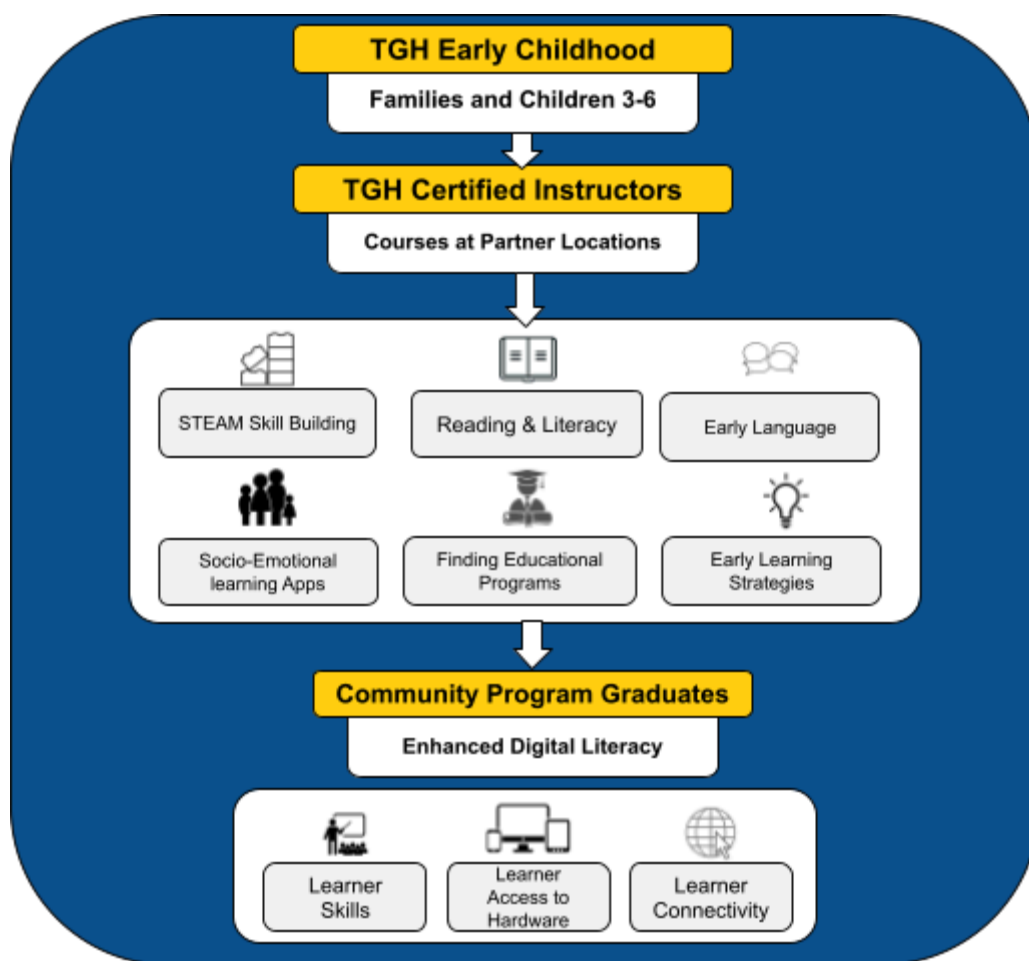 TGH Early Childhood
Families and Children 3-6
TGH Certified Instructors
Courses at Partner Locations
STEAM Skill Building
Reading & Literacy
Early Language
Socio-Emotional
learning Apps
Finding Educational
Programs
Early Learning
Strategies
Community Program Graduates
Enhanced Digital Literacy
Learner
Skills
Learner
Access to
Hardware
Learner
Connectivity